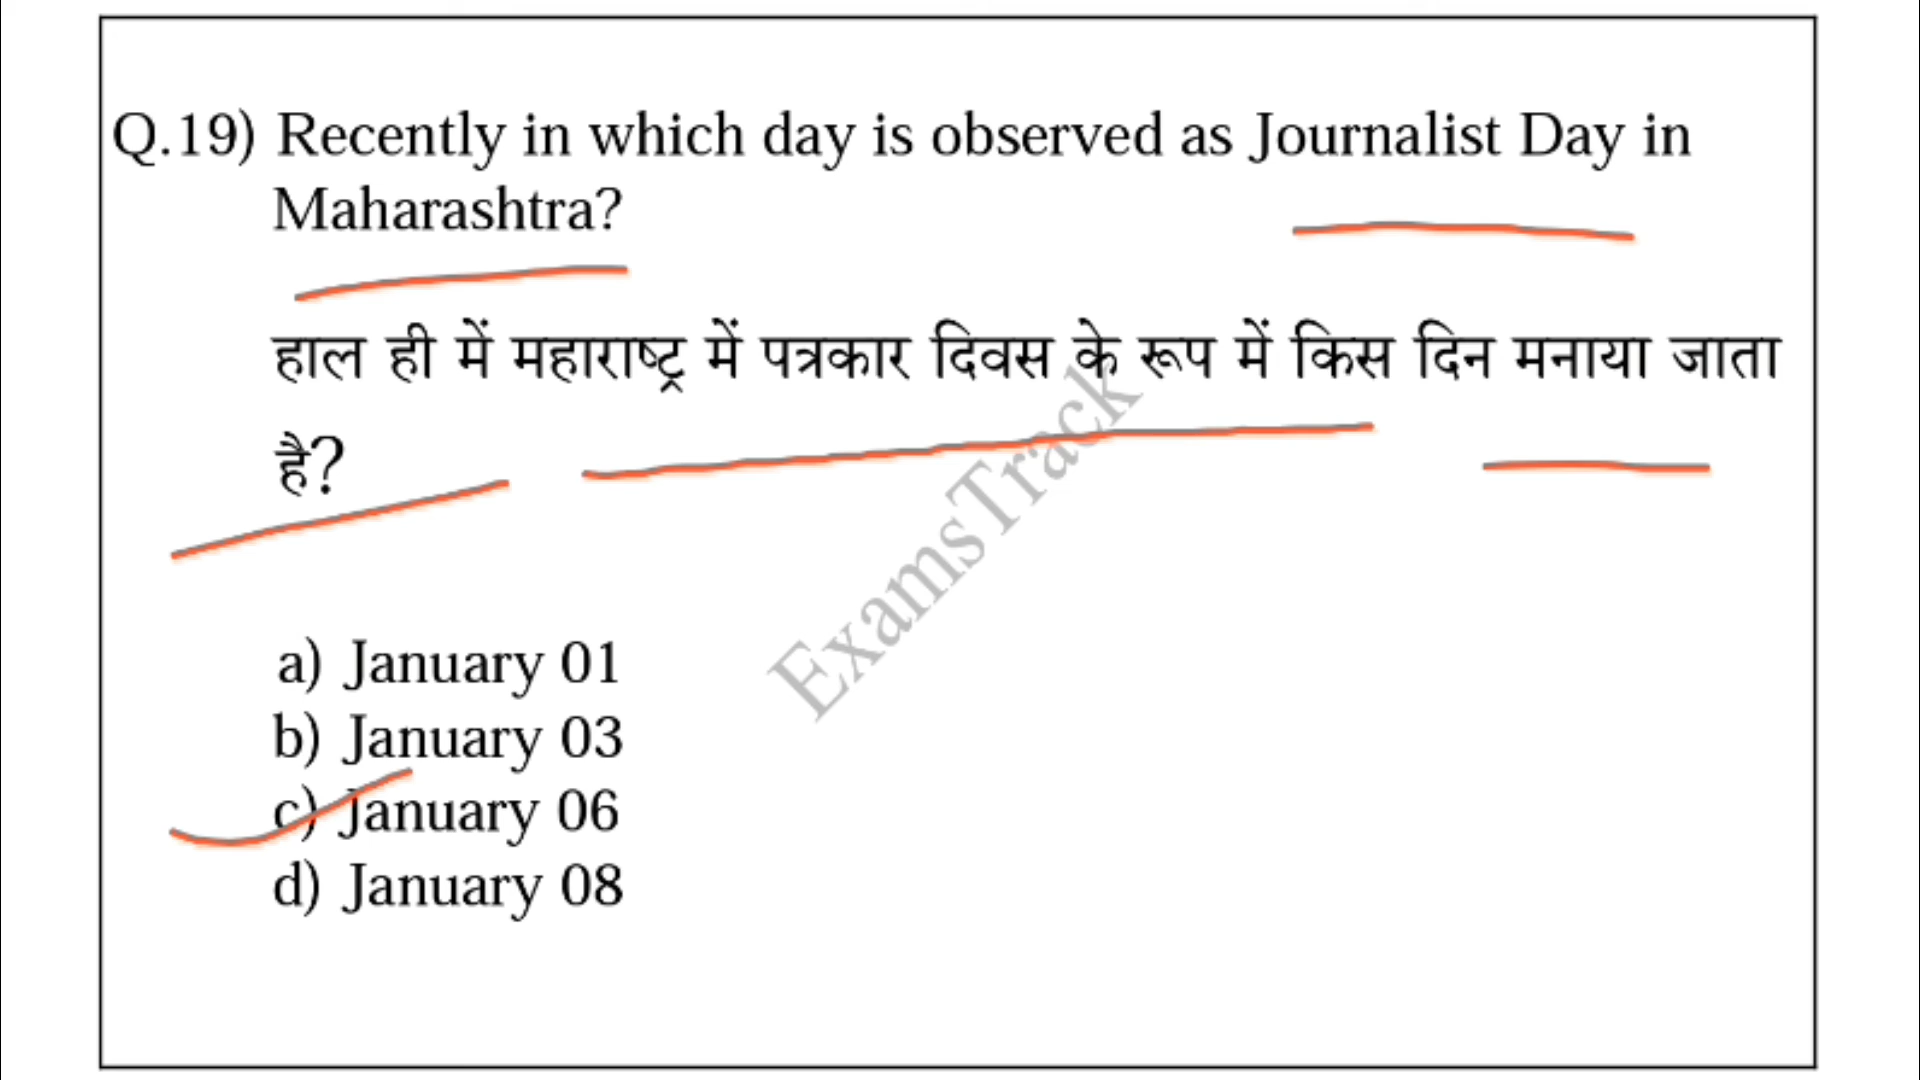 Q.19) Recently in which day is observed as Journalist Day in
Maharashtra?
हाल ही में महाराष्ट्र में पत्रकार दिवस के रूप में किस दिन मनाया जाता
है?
ExamsTrack
a) January 01
b) January 03
c) January 06
d) January 08